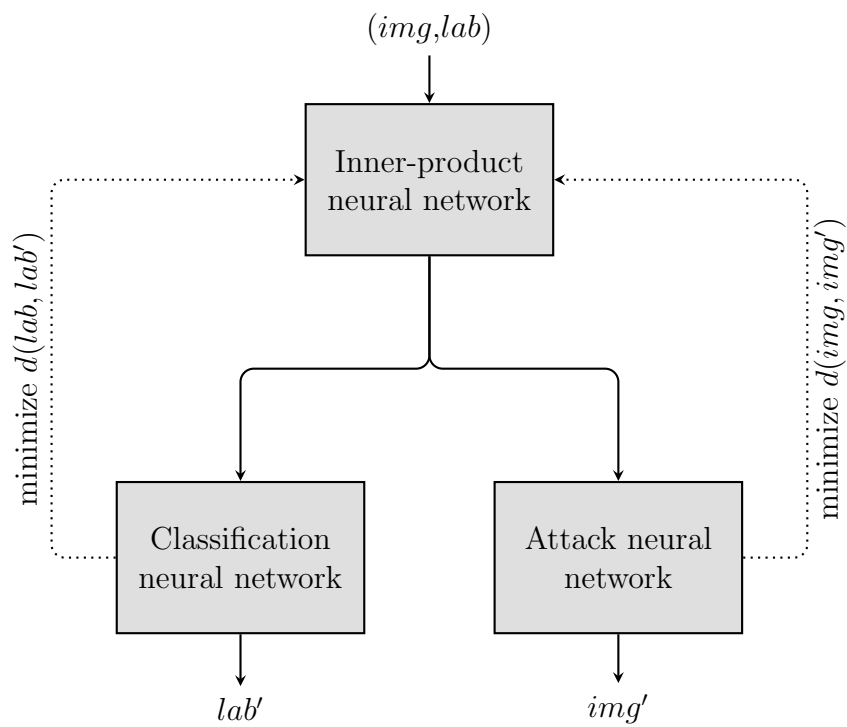 (img,lab)
Inner-product
neural network
minimize d(lab, lab′)
minimize d(img, img′)
Classification
neural network
Attack neural
network
lab′
img′